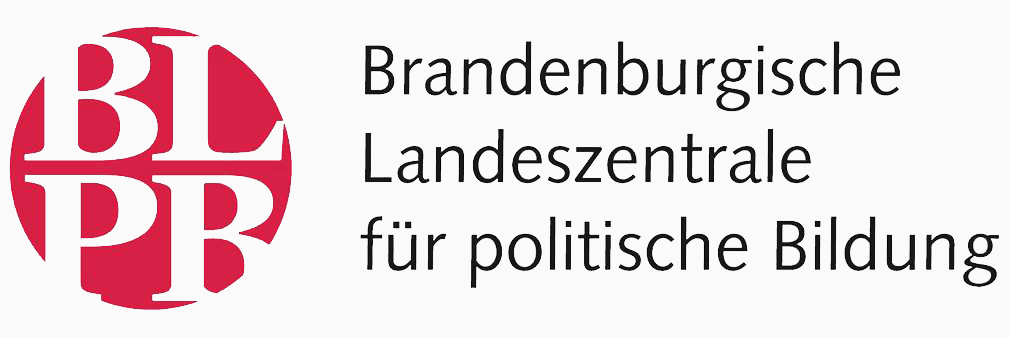 BL
PB
Brandenburgische
Landeszentrale
für politische Bildung